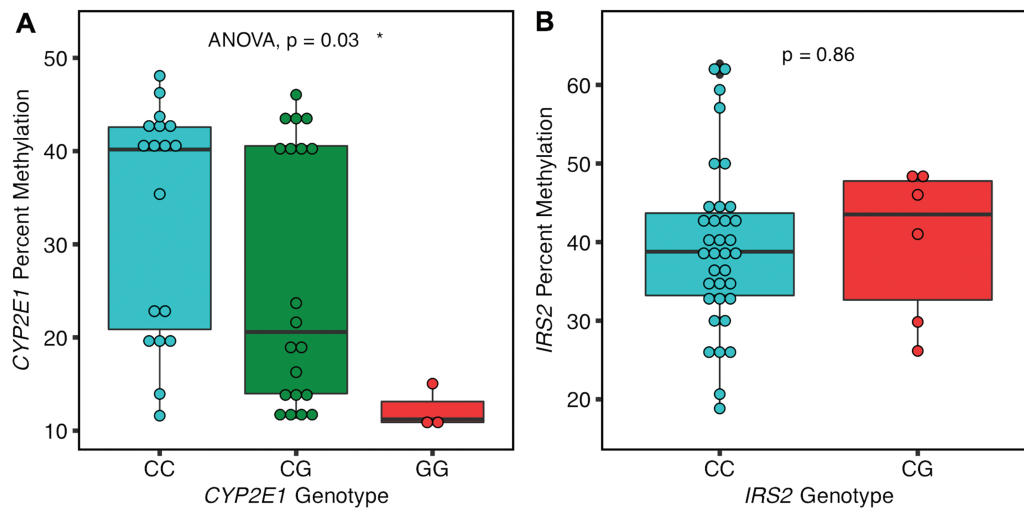 A
ANOVA, p = 0.03 *
CYP2E1 Percent Methylation
50
40
30
20
10
CC CG GG
CYP2E1 Genotype
B
p = 0.86
IRS2 Percent Methylation
60
50
40
30
20
CC CG
IRS2 Genotype